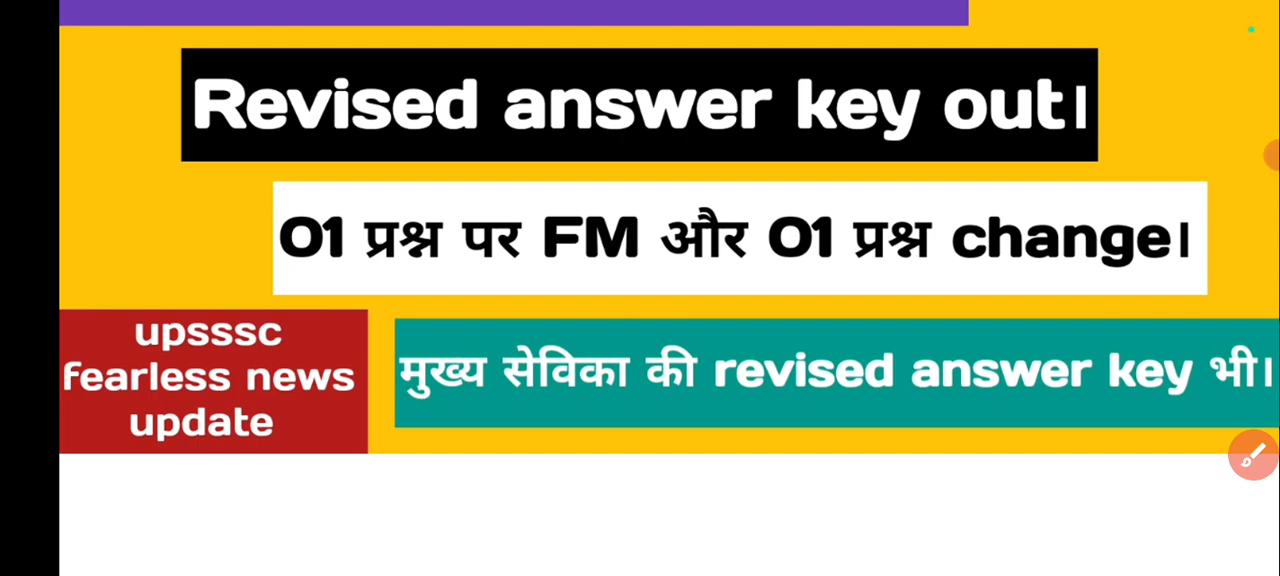 Revised answer key out।
01 प्रश्न पर FM और 01 प्रश्न change।
upsssc
fearless news
update
मुख्य सेविका की revised answer key भी।